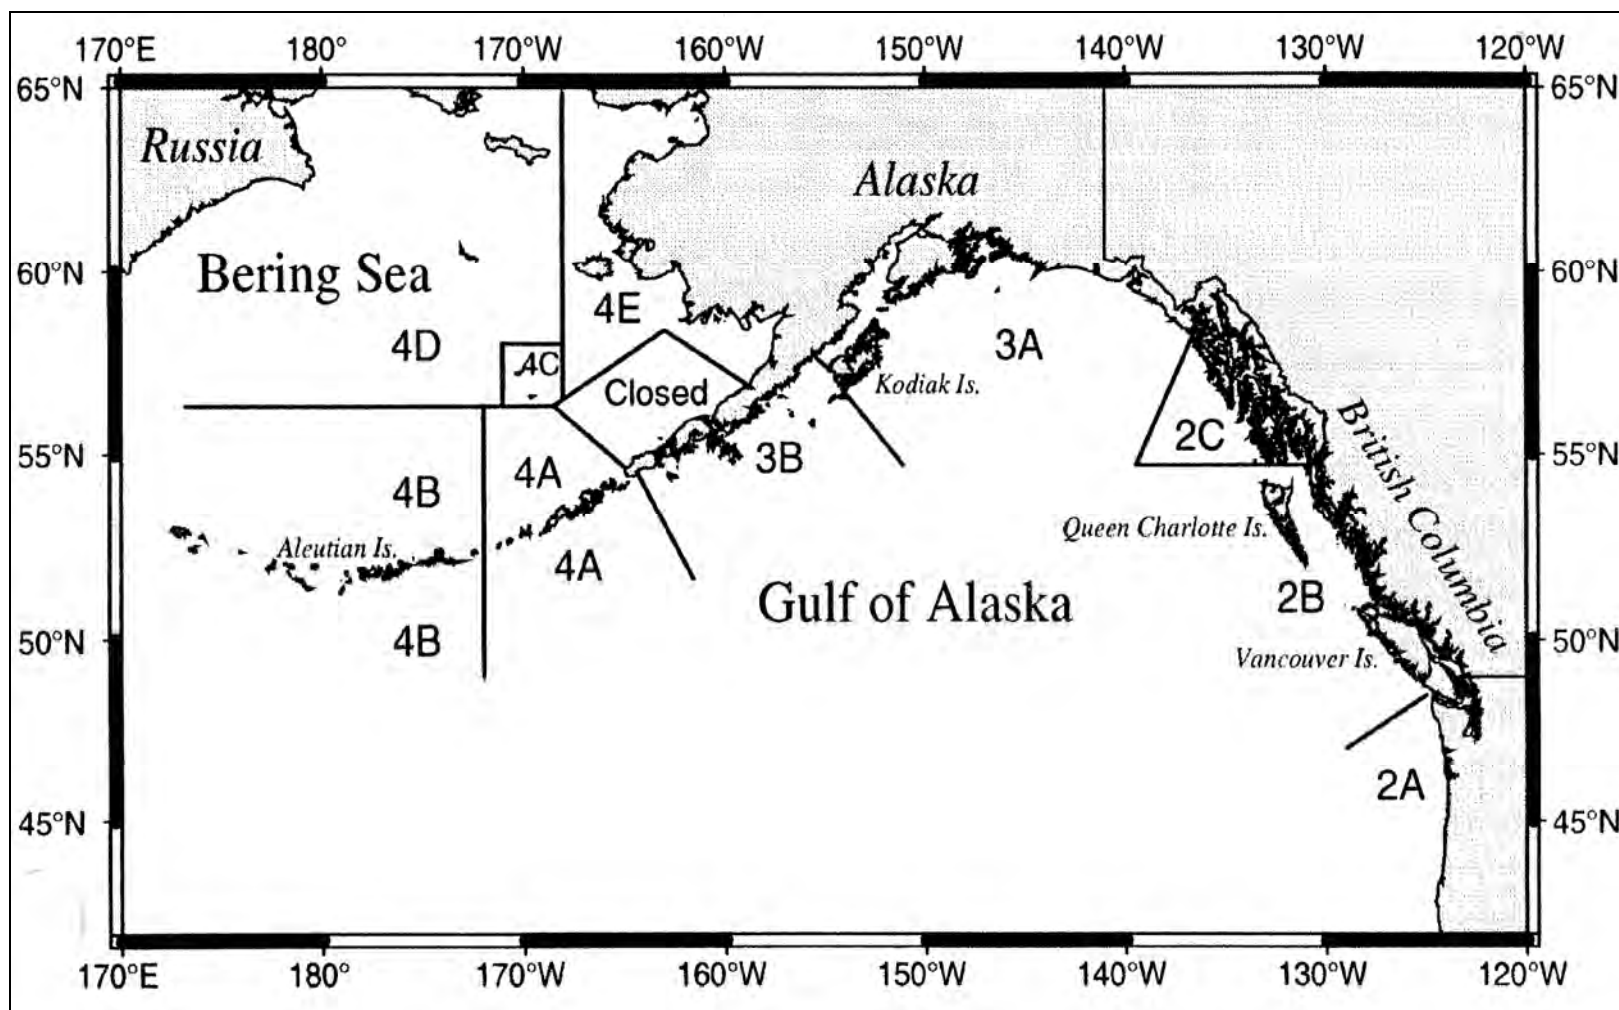 170°E 180° 170°W 160°W 150°W 140°W 130°W 120°W
65°N 65°N
Russia
Alaska
60°N 60°N
Bering Sea
4E
4D
4C
3A
Closed
Kodiak Is.
British Columbia
2C
55°N 55°N
3B
4A
4B
Queen Charlotte Is.
Aleutian Is.
4A
2B
Gulf of Alaska
50°N 50°N
4B
Vancouver Is.
2A
45°N 45°N
170°E 180° 170°W 160°W 150°W 140°W 130°W 120°W